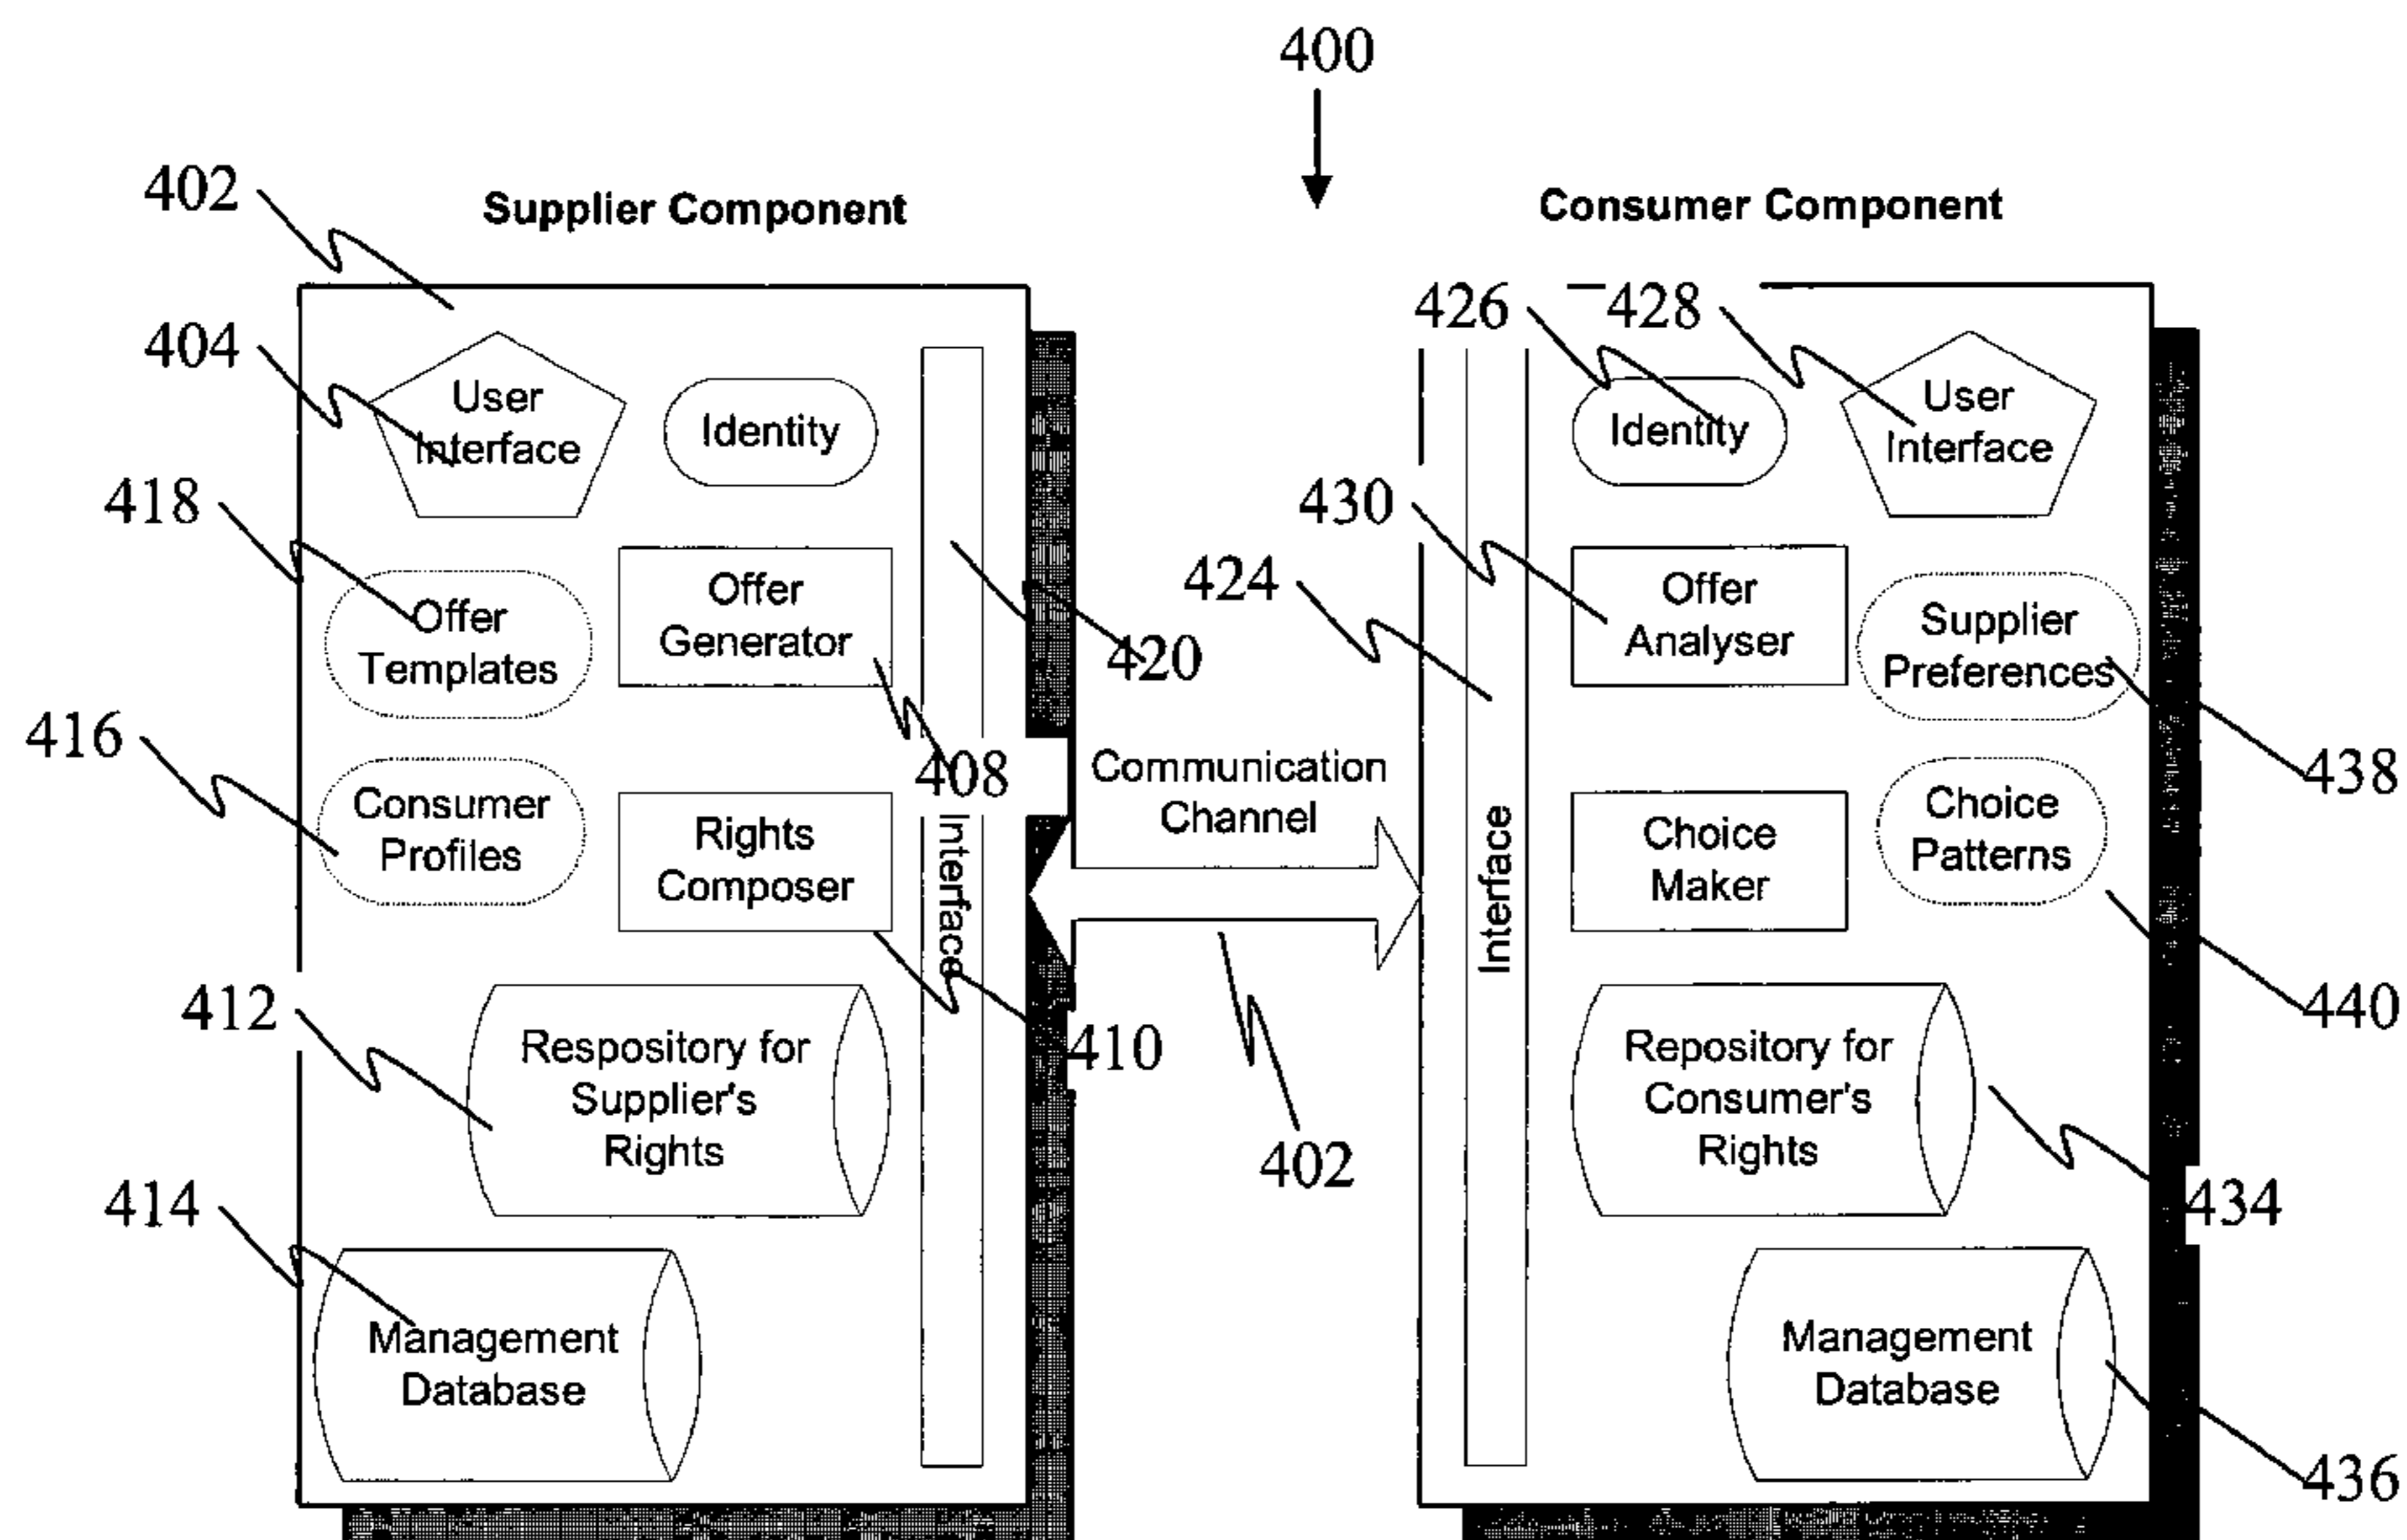 400
402
Supplier Component
Consumer Component
404
User
Interface
Identity
426
428
Identity
User
Interface
418
Offer
Templates
Offer
Generator
420
430
424
Offer
Analyser
Supplier
Preferences
438
416
Consumer
Profiles
408
Rights
Composer
Interface
Communication
Channel
402
Interface
Choice
Maker
Choice
Patterns
440
412
Respository for
Supplier's
Rights
410
Repository for
Consumer's
Rights
434
414
Management
Database
Management
Database
436